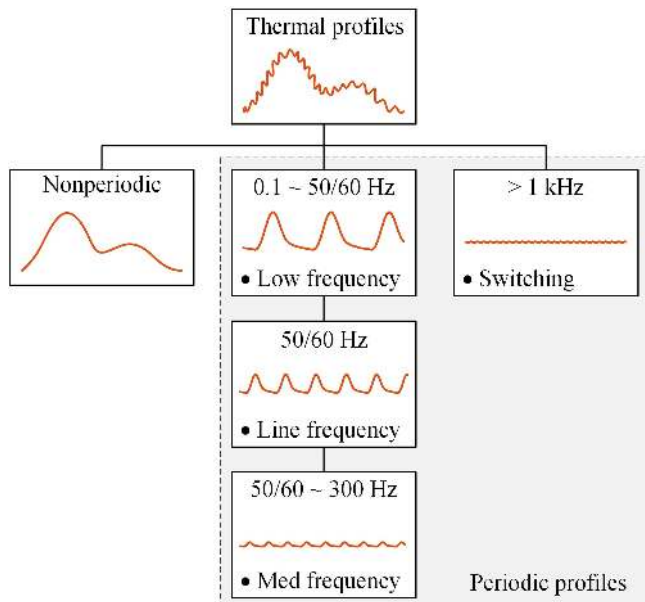 Thermal profiles
Nonperiodic
0.1 ~ 50/60 Hz
• Low frequency
> 1 kHz
• Switching
50/60 Hz
• Line frequency
50/60 ~ 300 Hz
• Med frequency
Periodic profiles